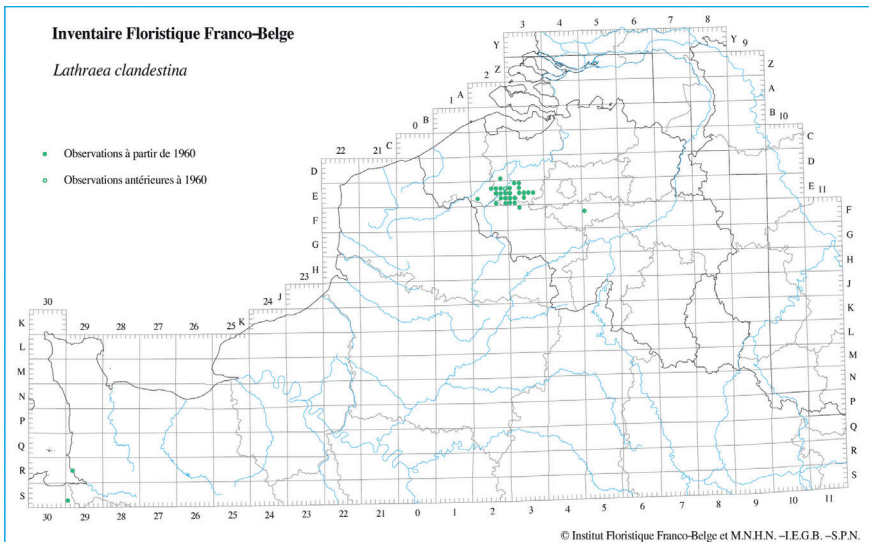 Inventaire Floristique Franco–Belge
Lathraea clandestina
Observations à partir de 1960
Observations antérieures à 1960
3 4 5 6 7 8
Y Y 9
Z Z
2 A A
1 B B 10
0 C C
22 21 D D
E E 11
F F
G G
H H
23 J J
24 K K
30 29 28 27 26 25
K L
L M
M N
N P
P Q
Q R
R S
S
30 29 28 27 26 25 24 23 22 21 0 1 2 3 4 5 6 7 8 9 10 11
© Institut Floristique Franco-Belge et M.N.H.N. –I.E.G.B. –S.P.N.